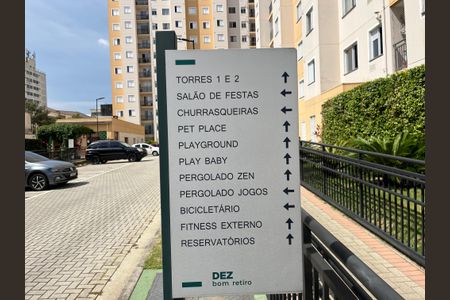 TORRES 1 E 2
SALÃO DE FESTAS
CHURRASQUEIRAS
PET PLACE
PLAYGROUND
PLAY BABY
PERGOLADO ZEN
PERGOLADO JOGOS
BICICLETÁRIO
FITNESS EXTERNO
RESERVATÓRIOS
DEZ
bom retiro